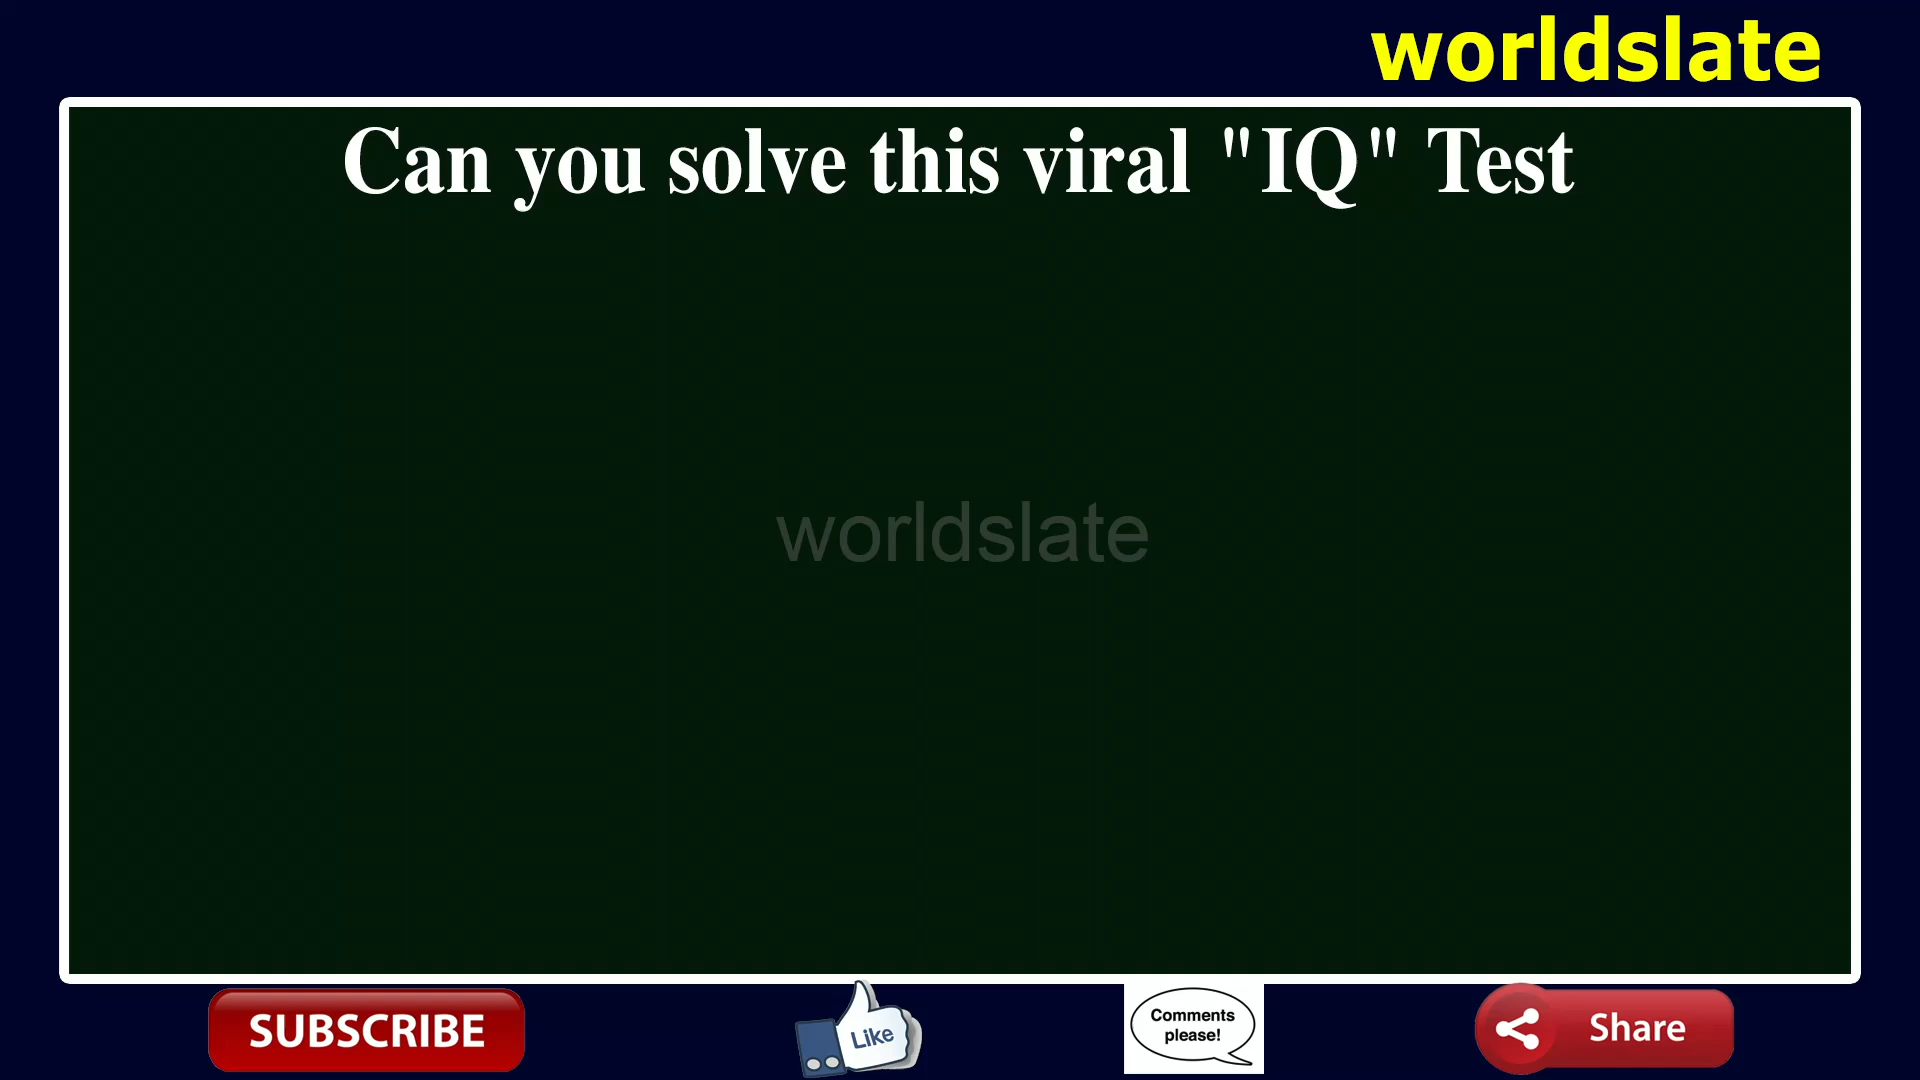 worldslate
Can you solve this viral "IQ" Test
worldslate
SUBSCRIBE
Like
Comments
please!
Share